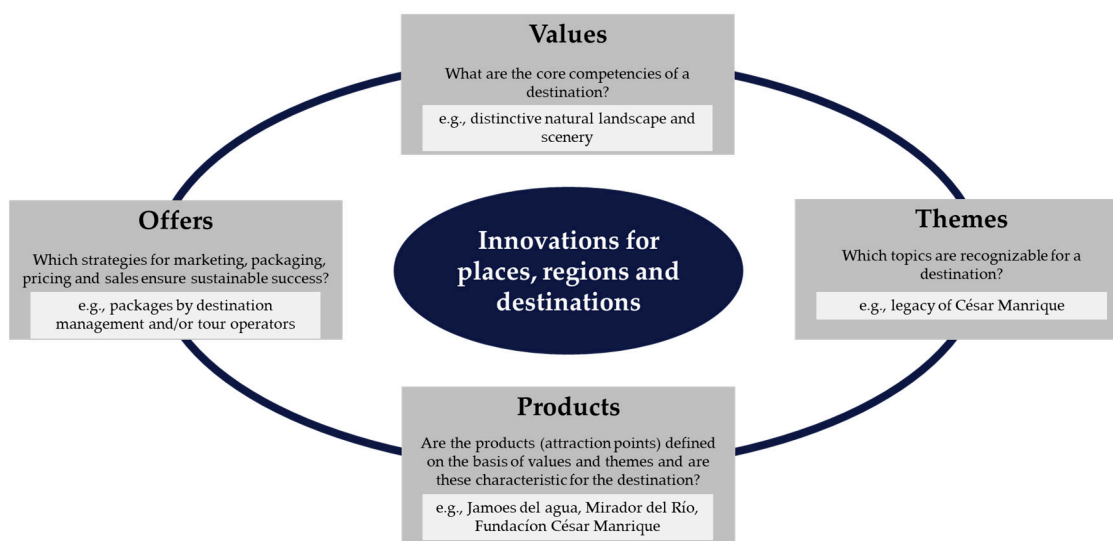 Values
What are the core competencies of a
destination?
e.g., distinctive natural landscape and
scenery
Offers
Which strategies for marketing, packaging,
pricing and sales ensure sustainable success?
e.g., packages by destination
management and/or tour operators
Innovations for
places, regions and
destinations
Themes
Which topics are recognizable for a
destination?
e.g., legacy of César Manrique
Products
Are the products (attraction points) defined
on the basis of values and themes and are
these characteristic for the destination?
e.g., Jamoes del agua, Mirador del Río,
Fundacíon César Manrique